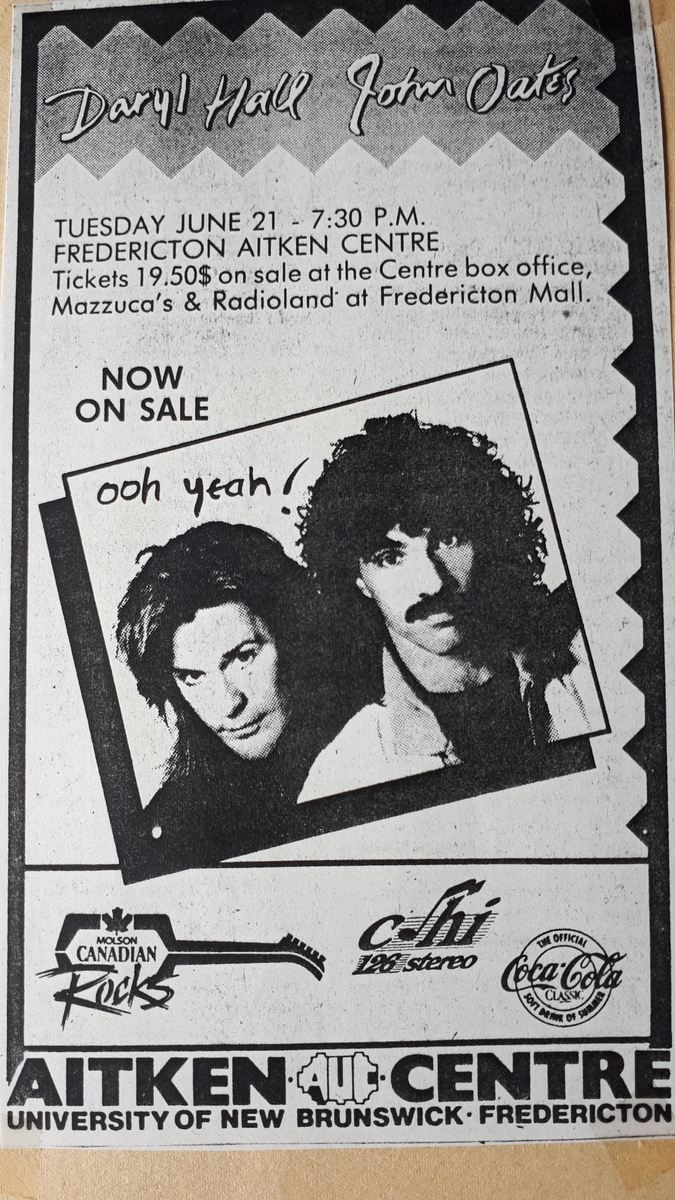 Daryl Hall John Oates
TUESDAY JUNE 21 - 7:30 P.M.
FREDERICTON AITKEN CENTRE
Tickets 19.50$ on sale at the Centre box office,
Mazzuca's & Radioland at Fredericton Mall.
NOW
ON SALE
ooh yeah!
MOLSON
CANADIAN
Rocks
cfhi
126 stereo
THE OFFICIAL
Coca-Cola
CLASSIC
SOFT DRINK OF SUMMER
AITKEN · AUC · CENTRE
UNIVERSITY OF NEW BRUNSWICK · FREDERICTON